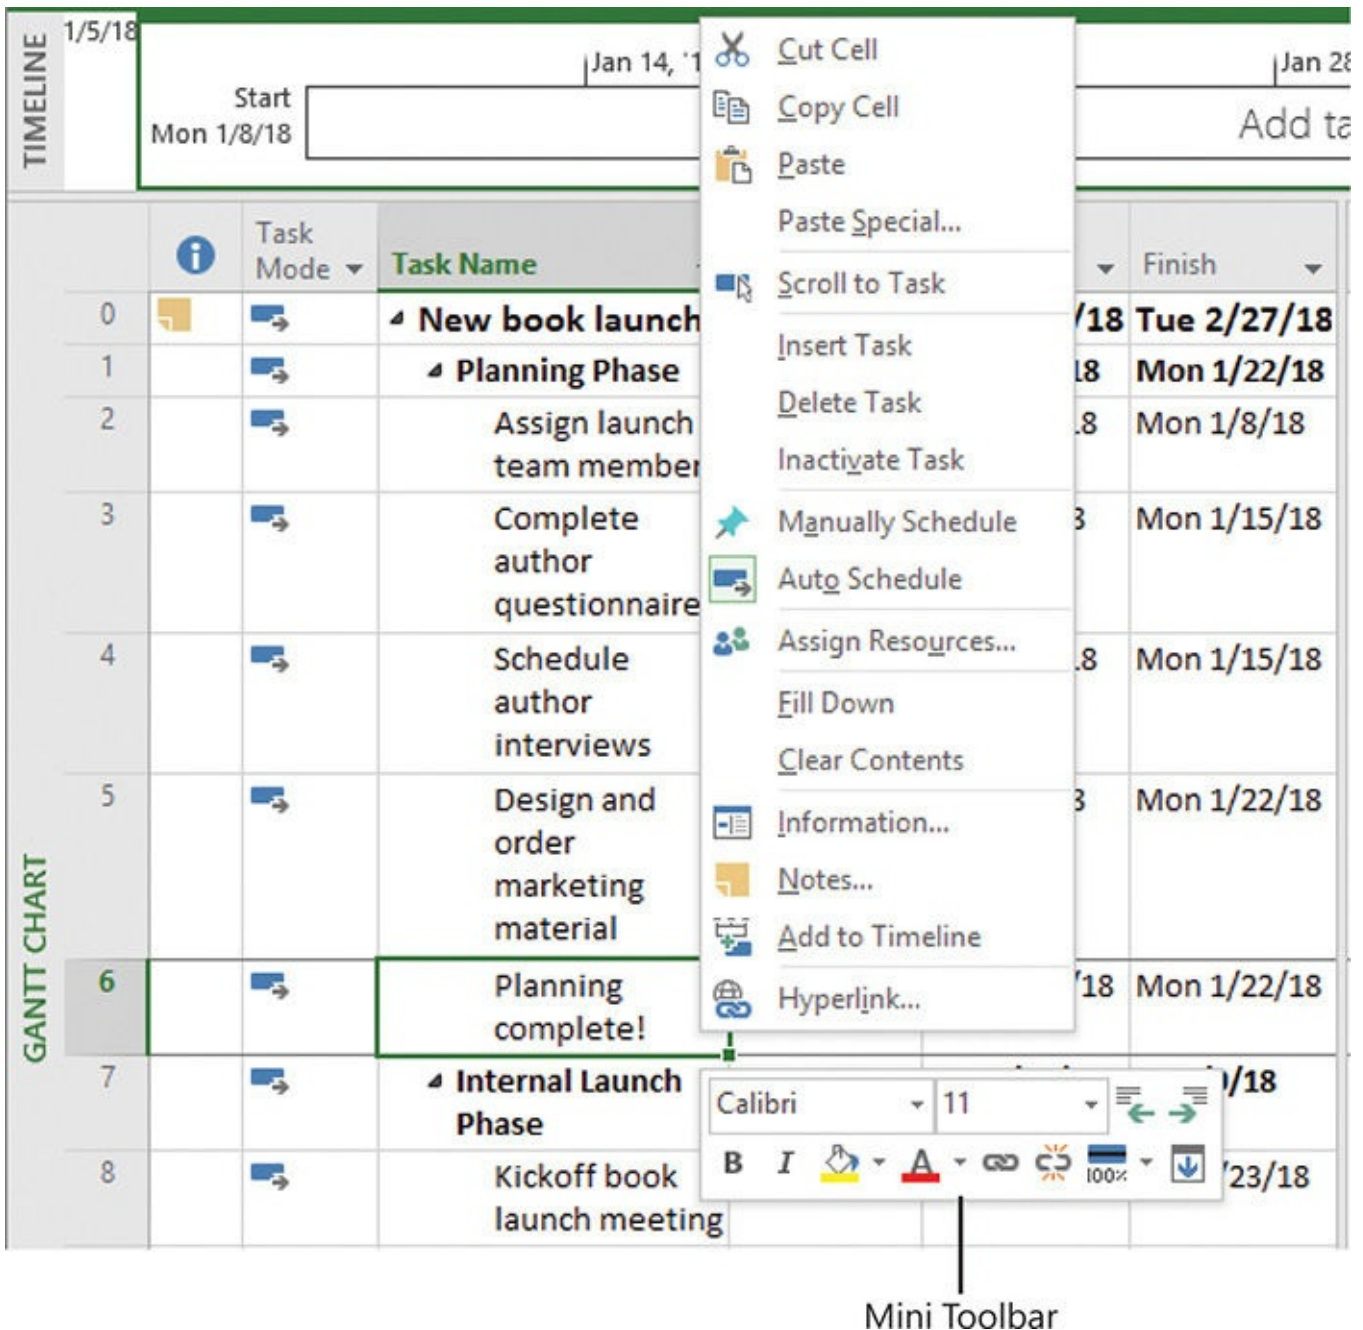 TIMELINE
1/5/18
Jan 14, '1
Jan 28
Start
Mon 1/8/18
Add ta
Cut Cell
Copy Cell
Paste
Paste Special...
Scroll to Task
Insert Task
Delete Task
Inactivate Task
Manually Schedule
Auto Schedule
Assign Resources...
Fill Down
Clear Contents
Information...
Notes...
Add to Timeline
Hyperlink...
GANTT CHART
Task
Mode
Task Name
Finish
0 New book launch /18 Tue 2/27/18
1 Planning Phase 18 Mon 1/22/18
2 Assign launch .8 Mon 1/8/18
team member
3 Complete 3 Mon 1/15/18
author
questionnaire
4 Schedule .8 Mon 1/15/18
author
interviews
5 Design and 3 Mon 1/22/18
order
marketing
material
6 Planning /18 Mon 1/22/18
complete!
7 Internal Launch /18
Phase
8 Kickoff book /23/18
launch meeting
Calibri 11
B I A 100%
Mini Toolbar